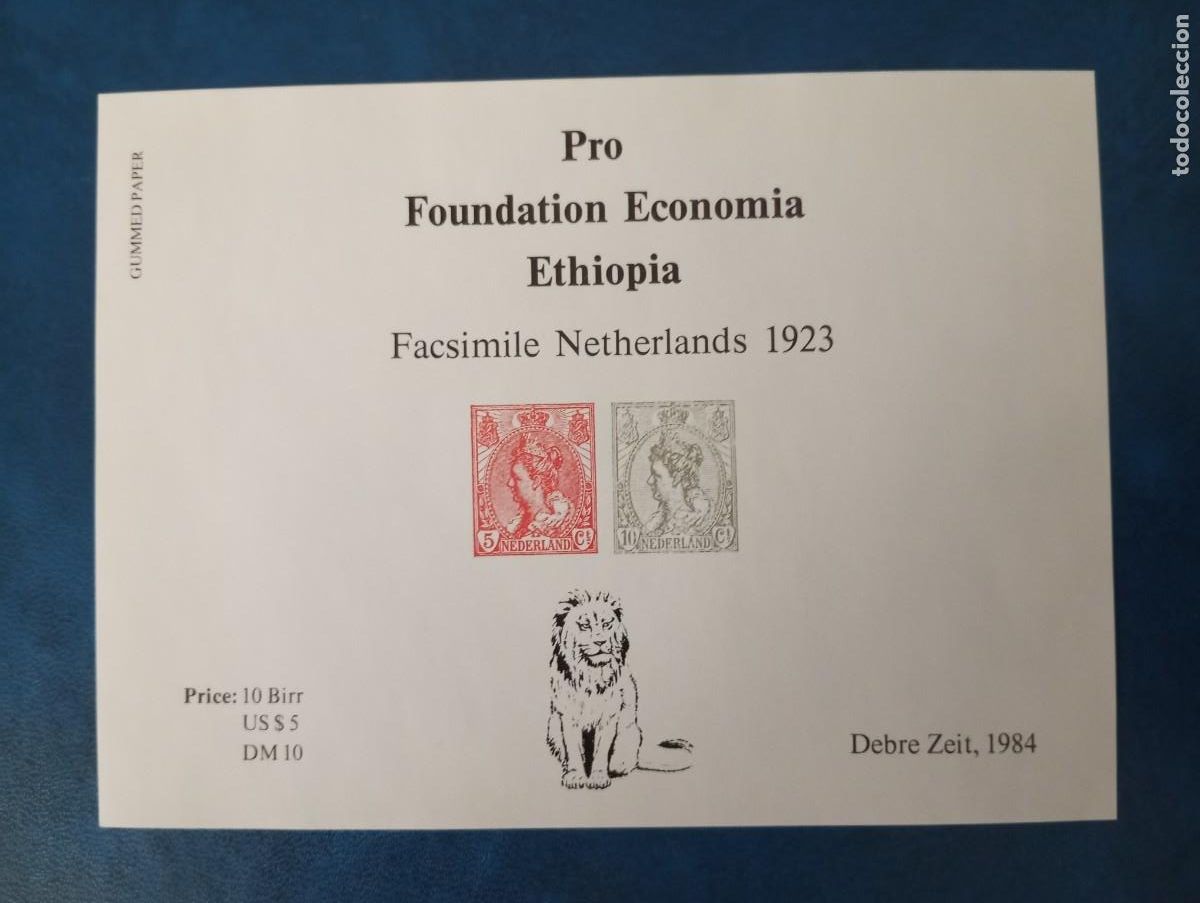 todocoleccion
GUMMED PAPER
Pro
Foundation Economia
Ethiopia
Facsimile Netherlands 1923
5 NEDERLAND Ct
10 NEDERLAND Ct
Price: 10 Birr
US $ 5
DM 10
Debre Zeit, 1984